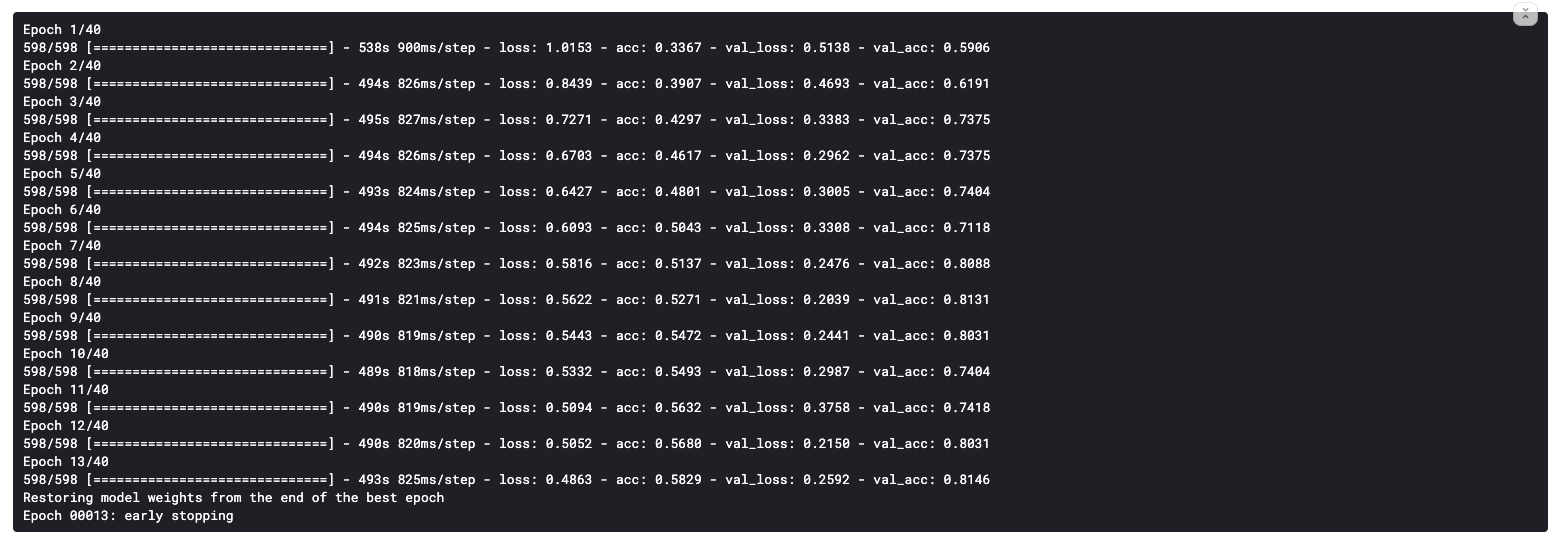 Epoch 1/40
598/598 [==============================] - 538s 900ms/step - loss: 1.0153 - acc: 0.3367 - val_loss: 0.5138 - val_acc: 0.5906
Epoch 2/40
598/598 [==============================] - 494s 826ms/step - loss: 0.8439 - acc: 0.3907 - val_loss: 0.4693 - val_acc: 0.6191
Epoch 3/40
598/598 [==============================] - 495s 827ms/step - loss: 0.7271 - acc: 0.4297 - val_loss: 0.3383 - val_acc: 0.7375
Epoch 4/40
598/598 [==============================] - 494s 826ms/step - loss: 0.6703 - acc: 0.4617 - val_loss: 0.2962 - val_acc: 0.7375
Epoch 5/40
598/598 [==============================] - 493s 824ms/step - loss: 0.6427 - acc: 0.4801 - val_loss: 0.3005 - val_acc: 0.7404
Epoch 6/40
598/598 [==============================] - 494s 825ms/step - loss: 0.6093 - acc: 0.5043 - val_loss: 0.3308 - val_acc: 0.7118
Epoch 7/40
598/598 [==============================] - 492s 823ms/step - loss: 0.5816 - acc: 0.5137 - val_loss: 0.2476 - val_acc: 0.8088
Epoch 8/40
598/598 [==============================] - 491s 821ms/step - loss: 0.5622 - acc: 0.5271 - val_loss: 0.2039 - val_acc: 0.8131
Epoch 9/40
598/598 [==============================] - 490s 819ms/step - loss: 0.5443 - acc: 0.5472 - val_loss: 0.2441 - val_acc: 0.8031
Epoch 10/40
598/598 [==============================] - 489s 818ms/step - loss: 0.5332 - acc: 0.5493 - val_loss: 0.2987 - val_acc: 0.7404
Epoch 11/40
598/598 [==============================] - 490s 819ms/step - loss: 0.5094 - acc: 0.5632 - val_loss: 0.3758 - val_acc: 0.7418
Epoch 12/40
598/598 [==============================] - 490s 820ms/step - loss: 0.5052 - acc: 0.5680 - val_loss: 0.2150 - val_acc: 0.8031
Epoch 13/40
598/598 [==============================] - 493s 825ms/step - loss: 0.4863 - acc: 0.5829 - val_loss: 0.2592 - val_acc: 0.8146
Restoring model weights from the end of the best epoch
Epoch 00013: early stopping